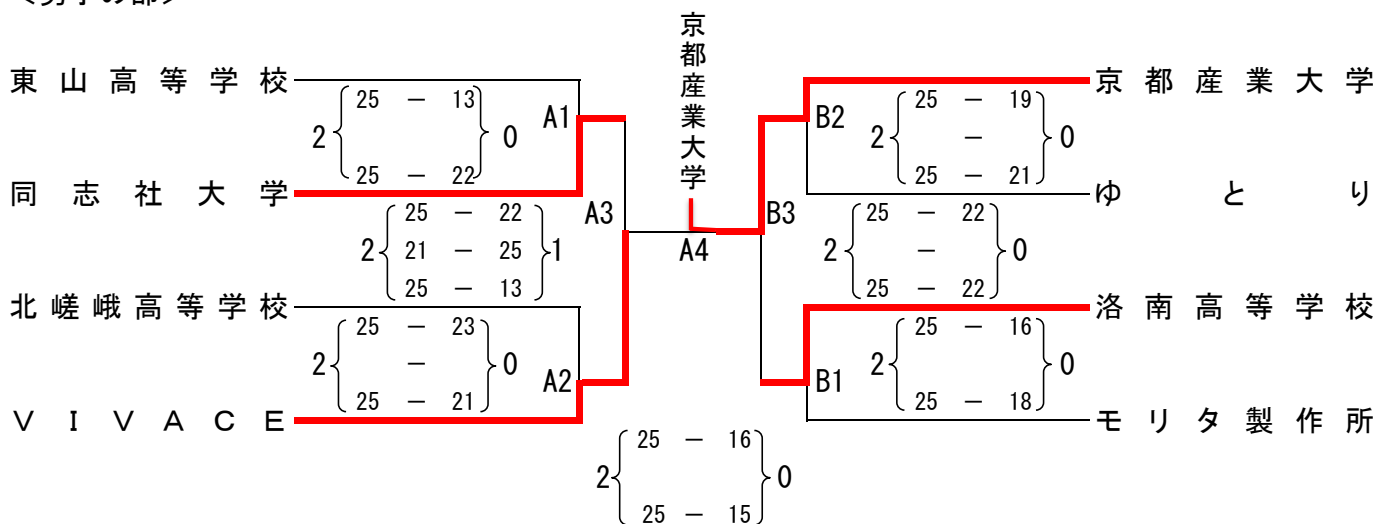 京都産業大学
東山高等学校
25 － 13
2 0
25 － 22
A1
同志社大学
A3
25 － 22
2 21 － 25 1
25 － 13
北嵯峨高等学校
25 － 23
2 － 0
25 － 21
A2
ＶＩＶＡＣＥ
A4
25 － 16
2 0
25 － 15
京都産業大学
B2
25 － 19
2 － 0
25 － 21
ゆとり
B3
25 － 22
2 － 0
25 － 22
洛南高等学校
25 － 16
2 0
25 － 18
B1
モリタ製作所